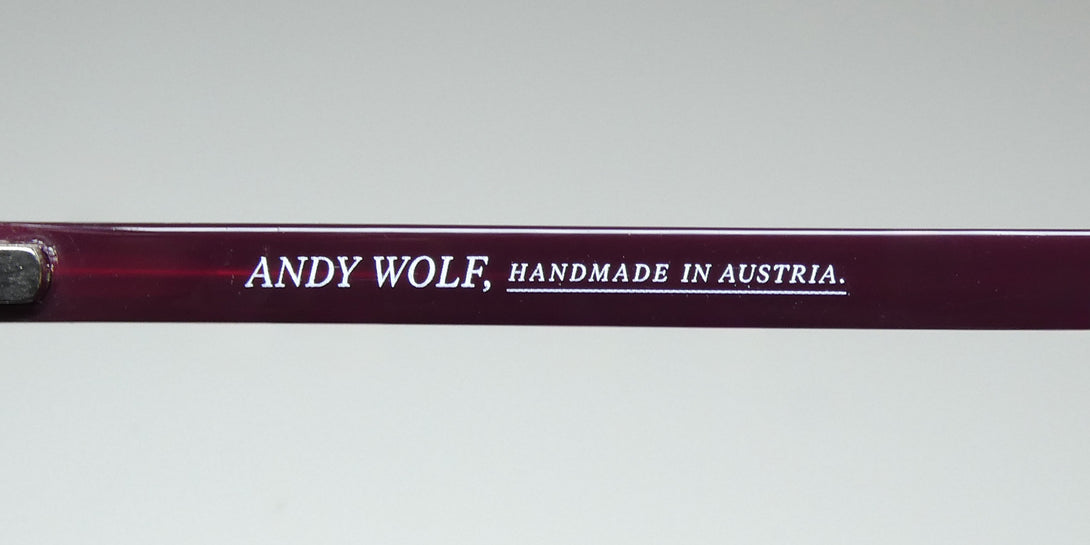 ANDY WOLF, HANDMADE IN AUSTRIA.